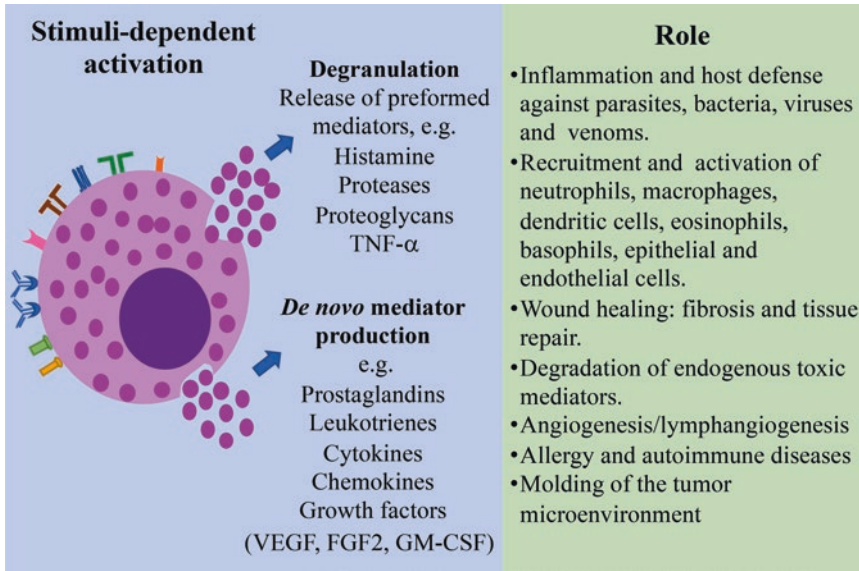 Stimuli-dependent
activation
Degranulation
Release of preformed
mediators, e.g.
Histamine
Proteases
Proteoglycans
TNF-α
De novo mediator
production
e.g.
Prostaglandins
Leukotrienes
Cytokines
Chemokines
Growth factors
(VEGF, FGF2, GM-CSF)
Role
•Inflammation and host defense
against parasites, bacteria, viruses
and venoms.
•Recruitment and activation of
neutrophils, macrophages,
dendritic cells, eosinophils,
basophils, epithelial and
endothelial cells.
•Wound healing: fibrosis and tissue
repair.
•Degradation of endogenous toxic
mediators.
•Angiogenesis/lymphangiogenesis
•Allergy and autoimmune diseases
•Molding of the tumor
microenvironment